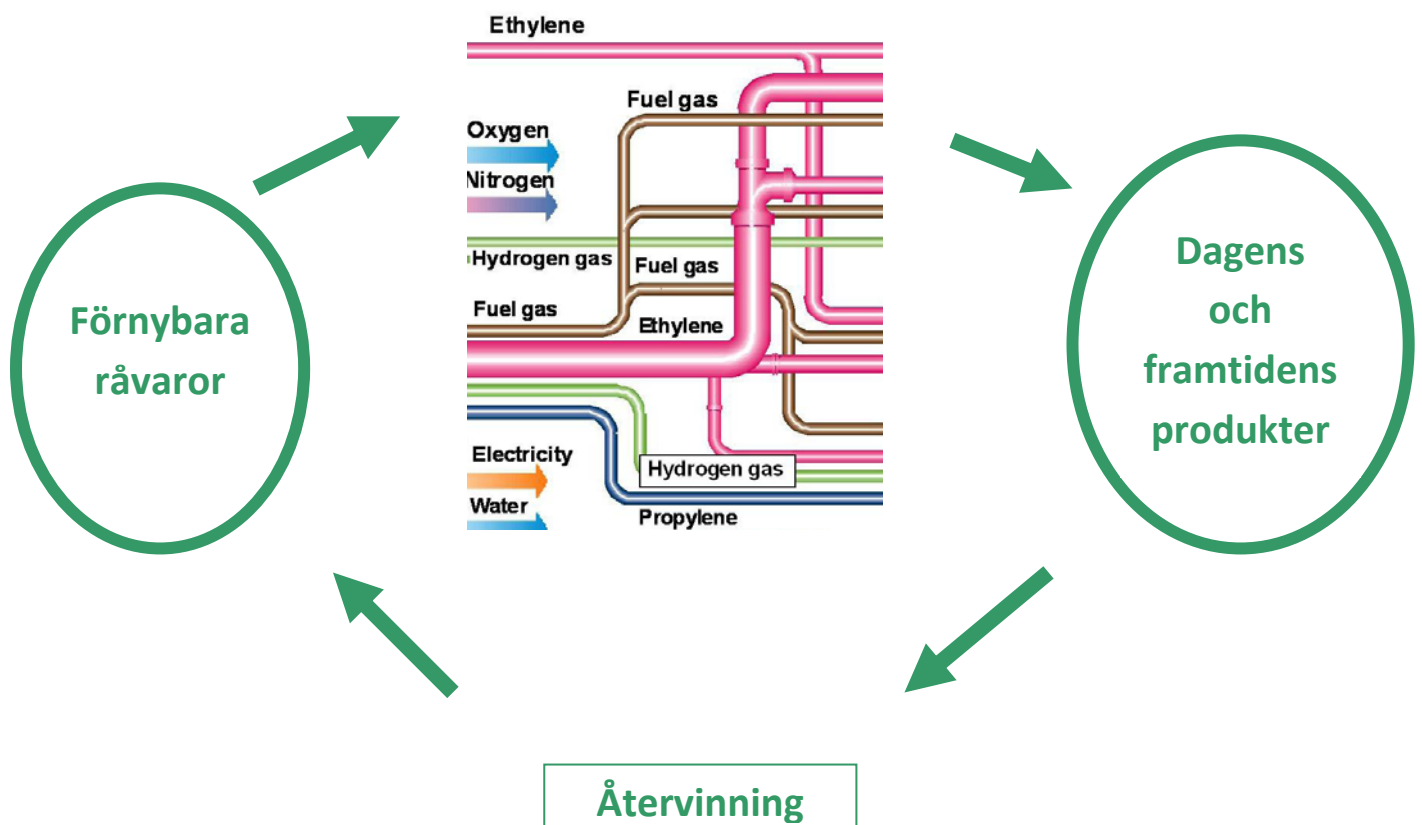 Ethylene
Fuel gas
Oxygen
Nitrogen
Hydrogen gas
Fuel gas
Fuel gas
Ethylene
Electricity
Hydrogen gas
Water
Propylene
Förnybara
råvaror
Dagens
och
framtidens
produkter
Återvinning